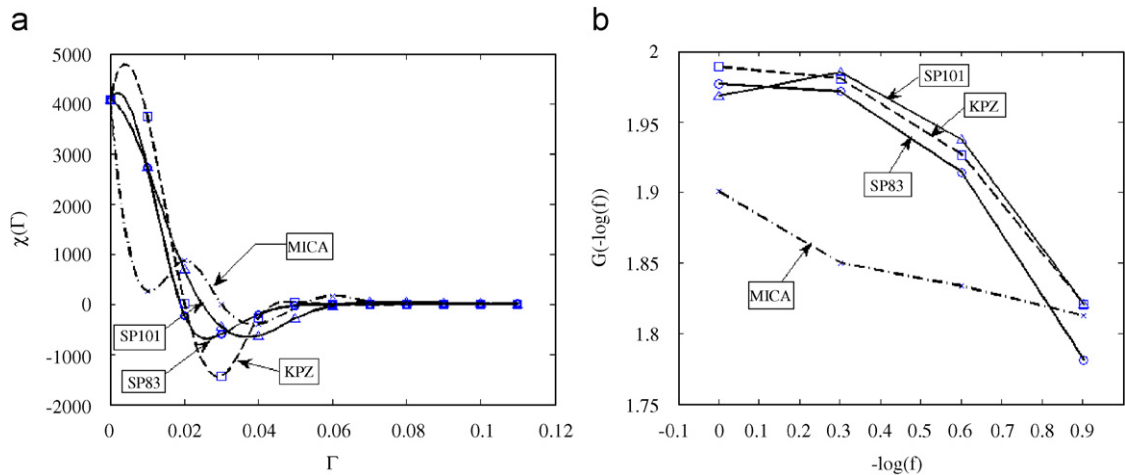 a
5000
4000
3000
2000
1000
0
-1000
-2000
χ(Γ)
MICA
SP101
SP83
KPZ
0 0.02 0.04 0.06 0.08 0.1 0.12
Γ
b
2
1.95
1.9
1.85
1.8
1.75
G(-log(f))
SP101
KPZ
SP83
MICA
-0.1 0 0.1 0.2 0.3 0.4 0.5 0.6 0.7 0.8 0.9 1
-log(f)